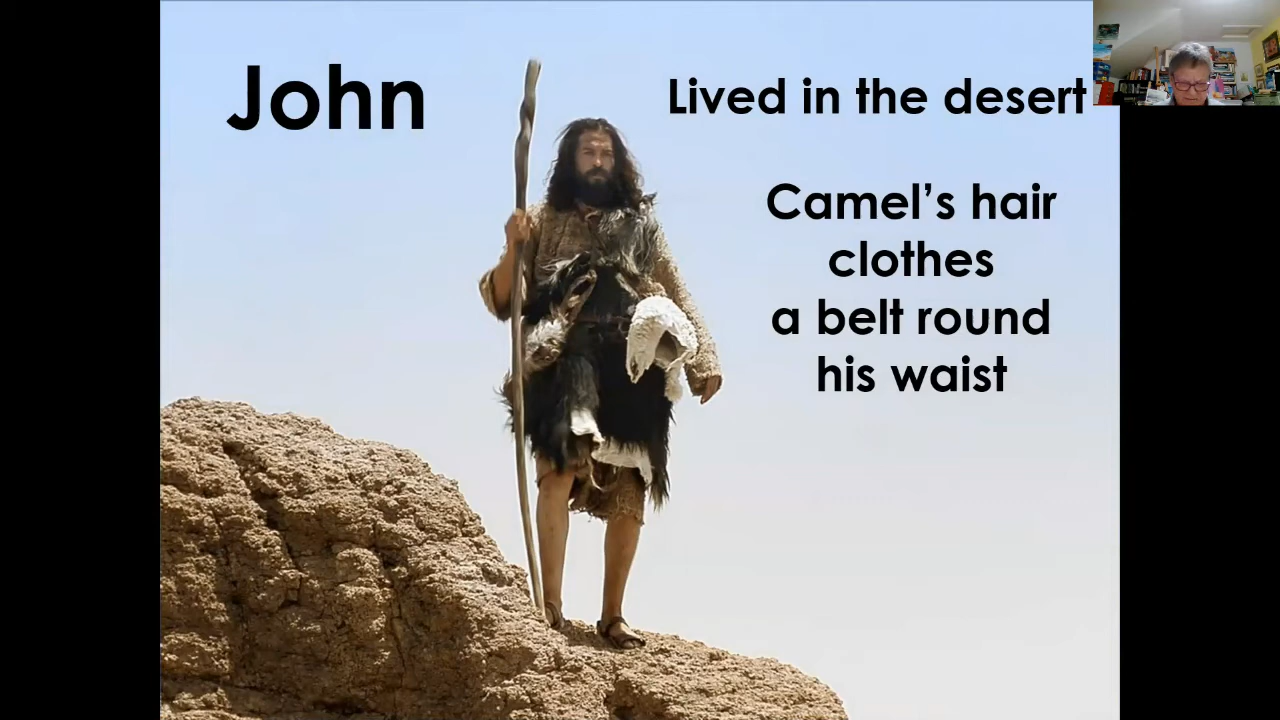 John
Lived in the desert
Camel’s hair
clothes
a belt round
his waist